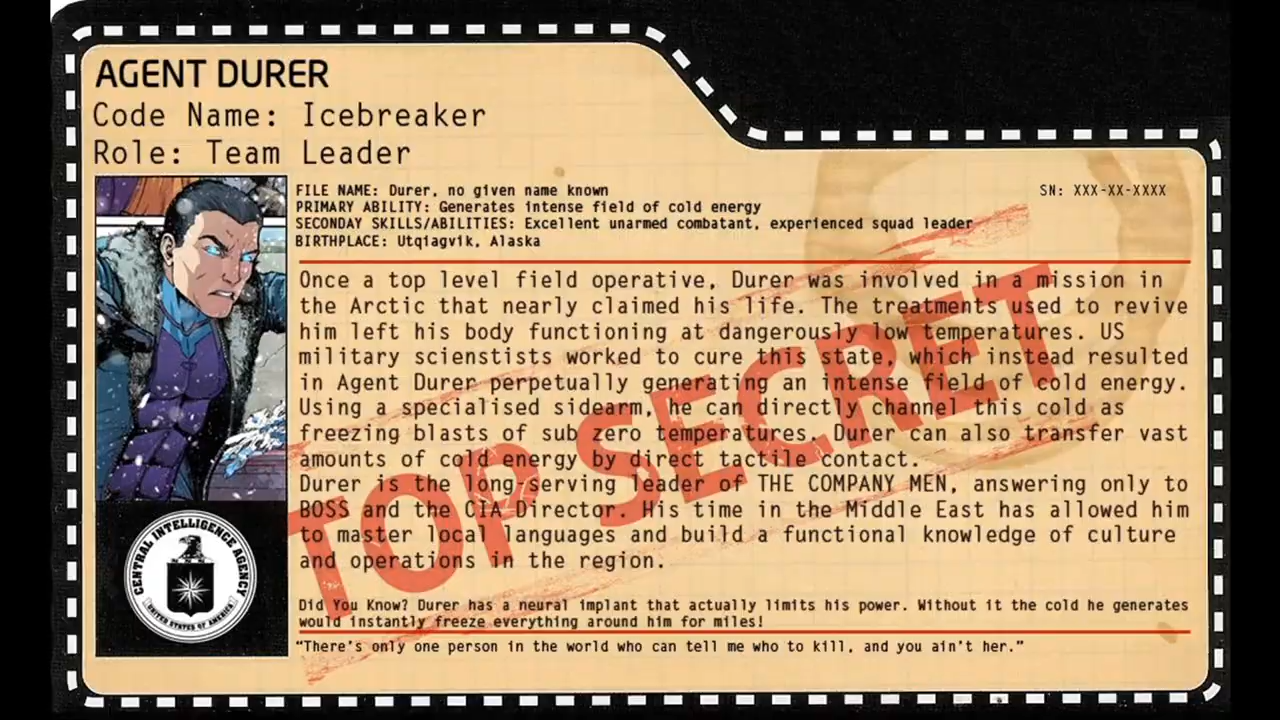 AGENT DURER
Code Name: Icebreaker
Role: Team Leader
FILE NAME: Durer, no given name known
SN: XXX-XX-XXXX
PRIMARY ABILITY: Generates intense field of cold energy
SECONDAY SKILLS/ABILITIES: Excellent unarmed combatant, experienced squad leader
BIRTHPLACE: Utqiagvik, Alaska
Once a top level field operative, Durer was involved in a mission in
the Arctic that nearly claimed his life. The treatments used to revive
him left his body functioning at dangerously low temperatures. US
military scienstists worked to cure this state, which instead resulted
in Agent Durer perpetually generating an intense field of cold energy.
Using a specialised sidearm, he can directly channel this cold as
freezing blasts of sub zero temperatures. Durer can also transfer vast
amounts of cold energy by direct tactile contact.
Durer is the long serving leader of THE COMPANY MEN, answering only to
BOSS and the CIA Director. His time in the Middle East has allowed him
to master local languages and build a functional knowledge of culture
and operations in the region.
TOP SECRET
CENTRAL INTELLIGENCE AGENCY
UNITED STATES OF AMERICA
Did You Know? Durer has a neural implant that actually limits his power. Without it the cold he generates
would instantly freeze everything around him for miles!
“There's only one person in the world who can tell me who to kill, and you ain't her.”